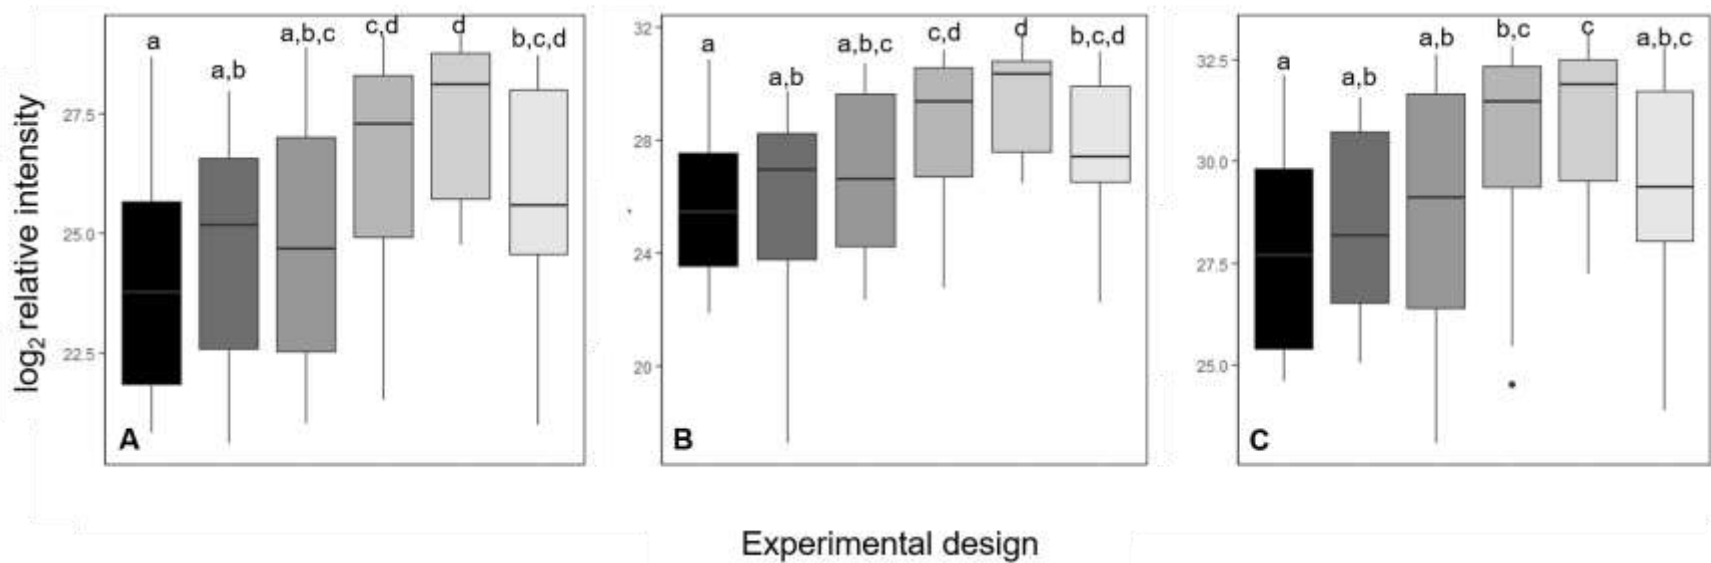 log₂ relative intensity
27.5
25.0
22.5
a
a,b
a,b,c
c,d
d
b,c,d
A
32
28
24
20
a
a,b
a,b,c
c,d
d
b,c,d
B
32.5
30.0
27.5
25.0
a
a,b
a,b
b,c
c
a,b,c
C
Experimental design